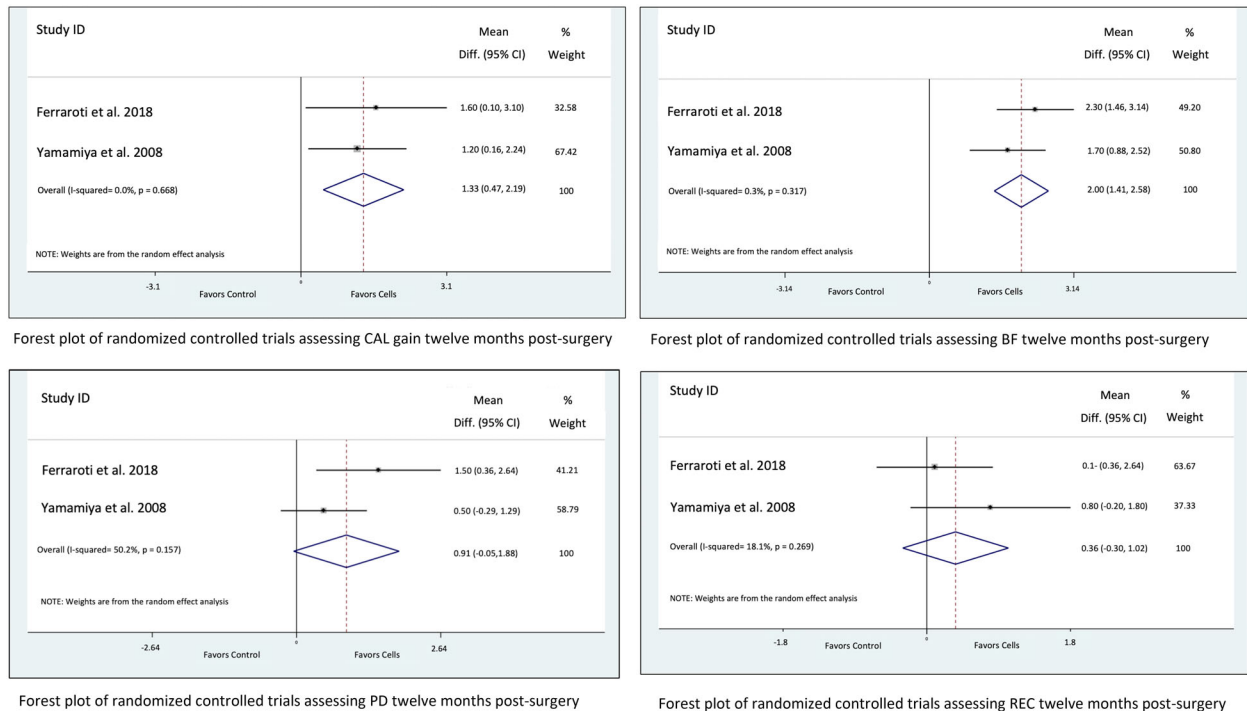 Study ID
Mean
Diff. (95% CI)
%
Weight
Ferraroti et al. 2018
1.60 (0.10, 3.10)
32.58
Yamamiya et al. 2008
1.20 (0.16, 2.24)
67.42
Overall (I-squared= 0.0%, p = 0.668)
1.33 (0.47, 2.19)
100
NOTE: Weights are from the random effect analysis
-3.1
0
3.1
Favors Control
Favors Cells
Forest plot of randomized controlled trials assessing CAL gain twelve months post-surgery
Study ID
Mean
Diff. (95% CI)
%
Weight
Ferraroti et al. 2018
2.30 (1.46, 3.14)
49.20
Yamamiya et al. 2008
1.70 (0.88, 2.52)
50.80
Overall (I-squared= 0.3%, p = 0.317)
2.00 (1.41, 2.58)
100
NOTE: Weights are from the random effect analysis
-3.14
0
3.14
Favors Control
Favors Cells
Forest plot of randomized controlled trials assessing BF twelve months post-surgery
Study ID
Mean
Diff. (95% CI)
%
Weight
Ferraroti et al. 2018
1.50 (0.36, 2.64)
41.21
Yamamiya et al. 2008
0.50 (-0.29, 1.29)
58.79
Overall (I-squared= 50.2%, p = 0.157)
0.91 (-0.05,1.88)
100
NOTE: Weights are from the random effect analysis
-2.64
0
2.64
Favors Control
Favors Cells
Forest plot of randomized controlled trials assessing PD twelve months post-surgery
Study ID
Mean
Diff. (95% CI)
%
Weight
Ferraroti et al. 2018
0.1- (0.36, 2.64)
63.67
Yamamiya et al. 2008
0.80 (-0.20, 1.80)
37.33
Overall (I-squared= 18.1%, p = 0.269)
0.36 (-0.30, 1.02)
100
NOTE: Weights are from the random effect analysis
-1.8
0
1.8
Favors Control
Favors Cells
Forest plot of randomized controlled trials assessing REC twelve months post-surgery